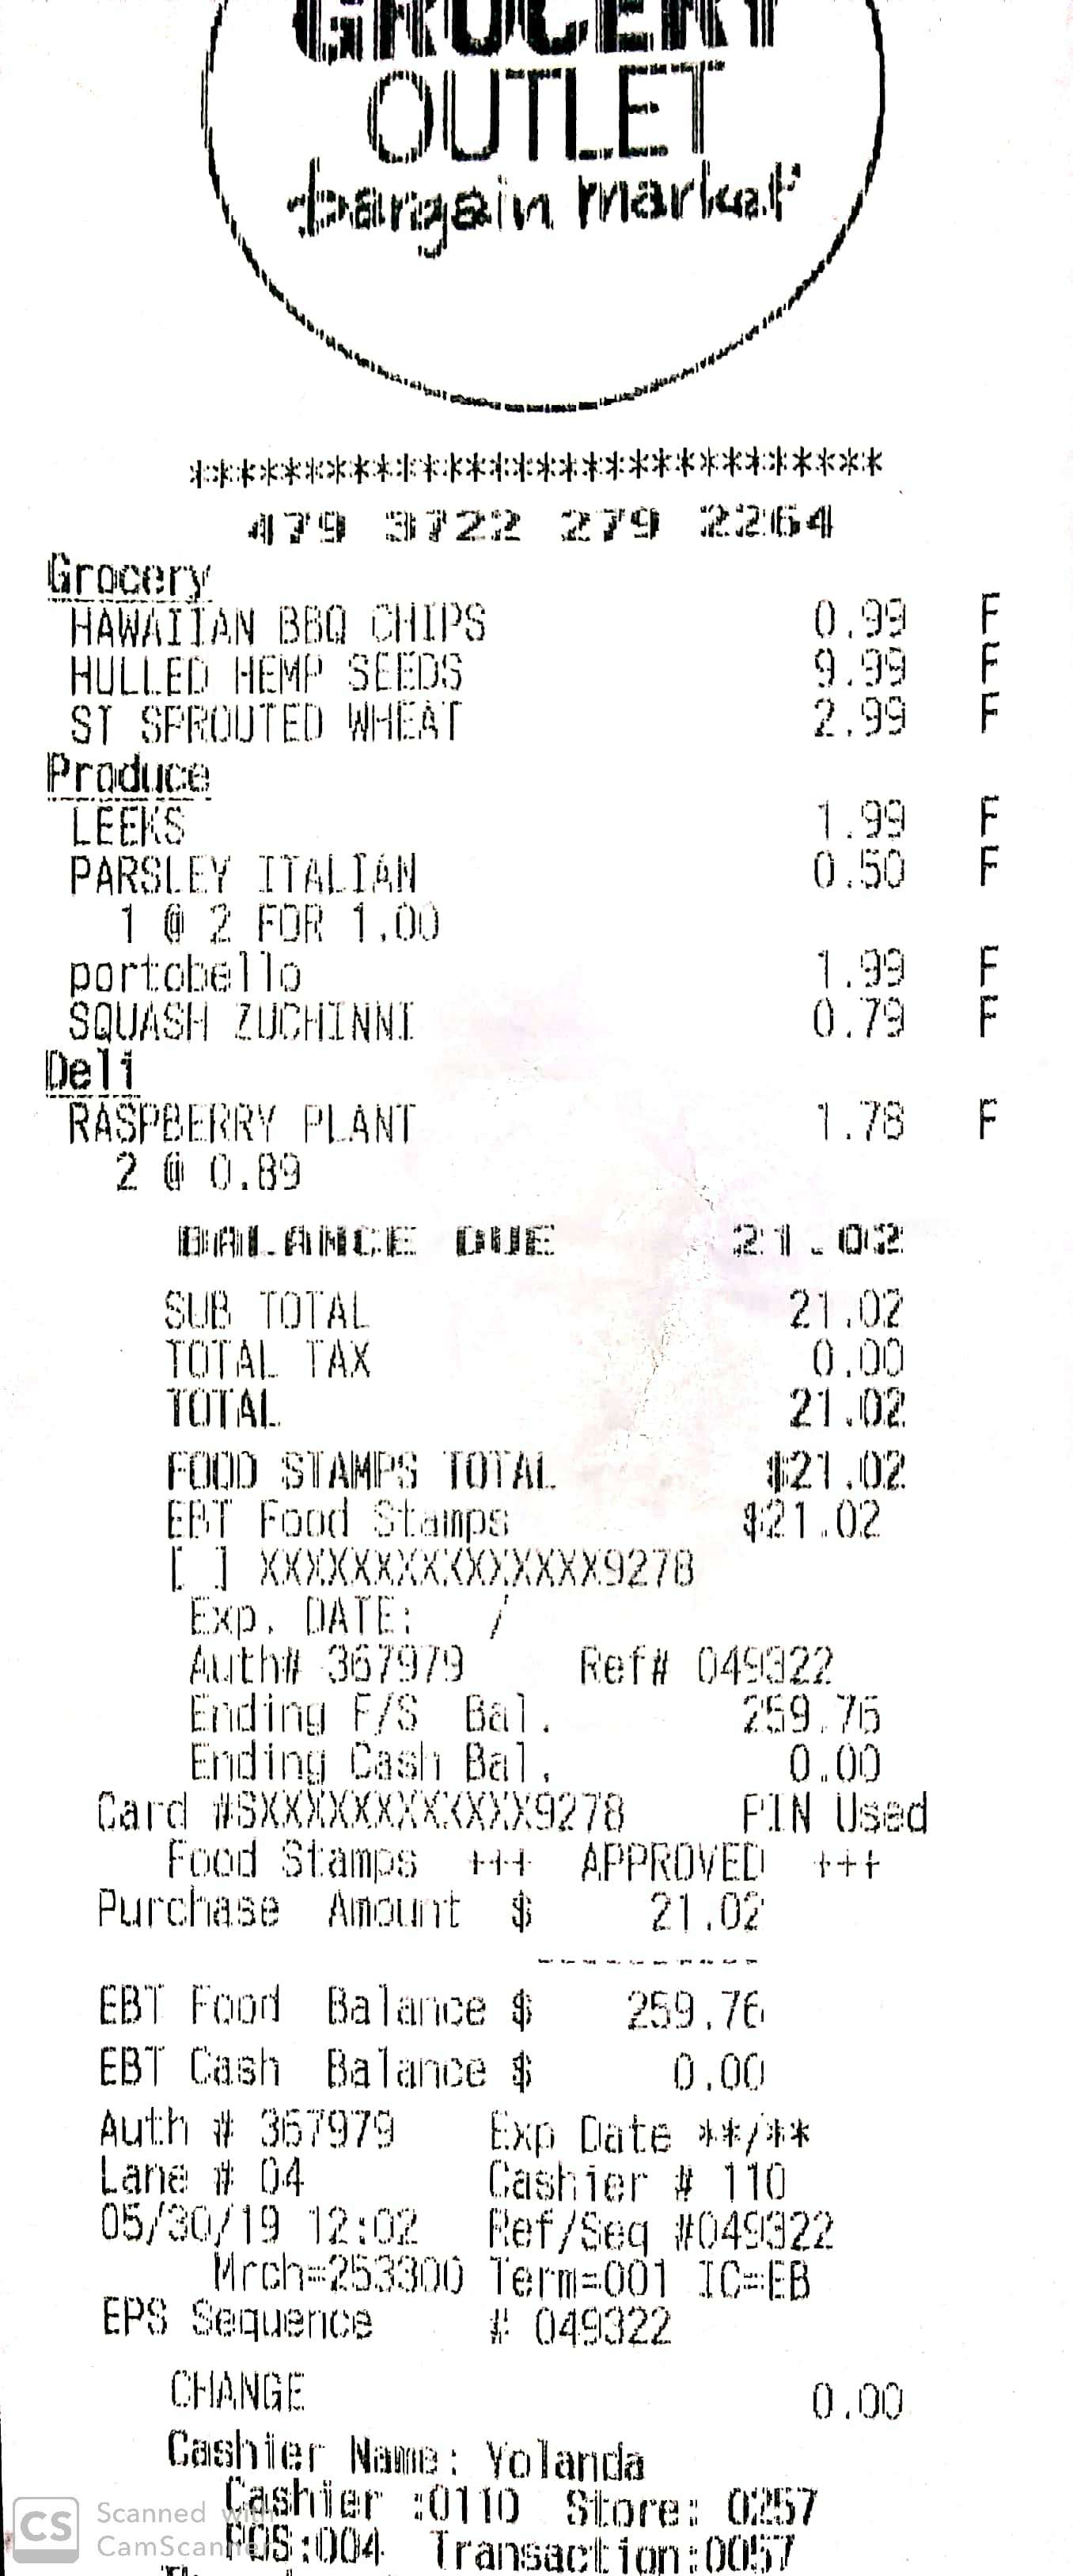 GROCERY
OUTLET
bargain market
******************************
479 3722 279 2264
Grocery
HAWAIIAN BBQ CHIPS 0.99 F
HULLED HEMP SEEDS 9.99 F
ST SPROUTED WHEAT 2.99 F
Produce
LEEKS 1.99 F
PARSLEY ITALIAN 0.50 F
1 @ 2 FOR 1.00
portobello 1.99 F
SQUASH ZUCHINNI 0.79 F
Deli
RASPBERRY PLANT 1.78 F
2 @ 0.89
BALANCE DUE 21.02
SUB TOTAL 21.02
TOTAL TAX 0.00
TOTAL 21.02
FOOD STAMPS TOTAL $21.02
EBT Food Stamps $21.02
[ ] XXXXXXXXXXXXXXX9278
Exp. DATE: /
Auth# 367979 Ref# 049322
Ending F/S Bal. 259.76
Ending Cash Bal. 0.00
Card #SXXXXXXXXXXXX9278 PIN Used
Food Stamps +++ APPROVED +++
Purchase Amount $ 21.02
----------
EBT Food Balance $ 259.76
EBT Cash Balance $ 0.00
Auth # 367979 Exp Date **/**
Lane # 04 Cashier # 110
05/30/19 12:02 Ref/Seq #049322
Mrch=253300 Term=001 IC=EB
EPS Sequence # 049322
CHANGE 0.00
Cashier Name: Yolanda
Cashier :0110 Store: 0257
POS:004 Transaction:0057
CS Scanned with
CamScanner